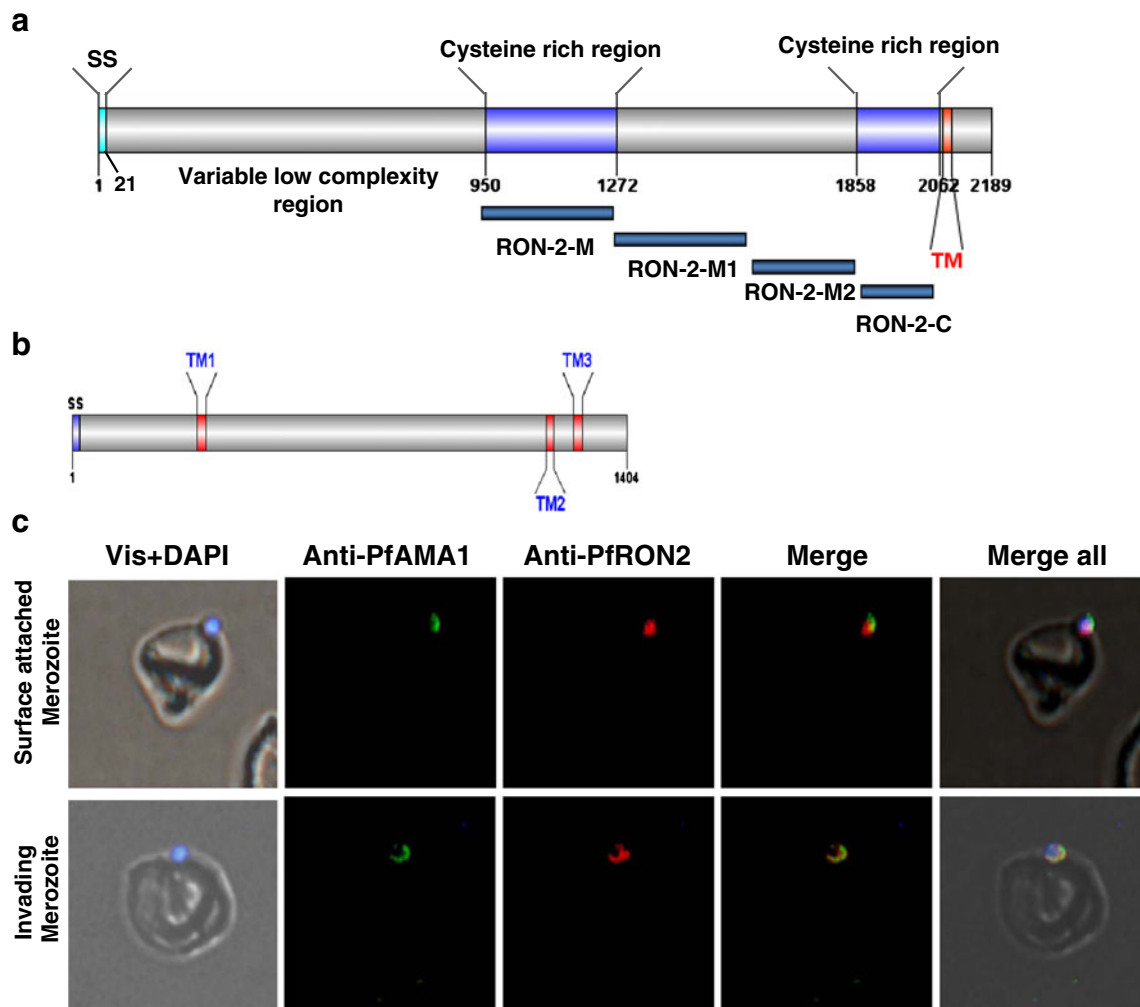 a
SS
Cysteine rich region
Cysteine rich region
1
21
Variable low complexity
region
950
1272
1858
2062
2189
RON-2-M
RON-2-M1
RON-2-M2
RON-2-C
TM
b
TM1
TM3
SS
1
1404
TM2
c
Vis+DAPI
Anti-PfAMA1
Anti-PfRON2
Merge
Merge all
Surface attached
Merozoite
Invading
Merozoite